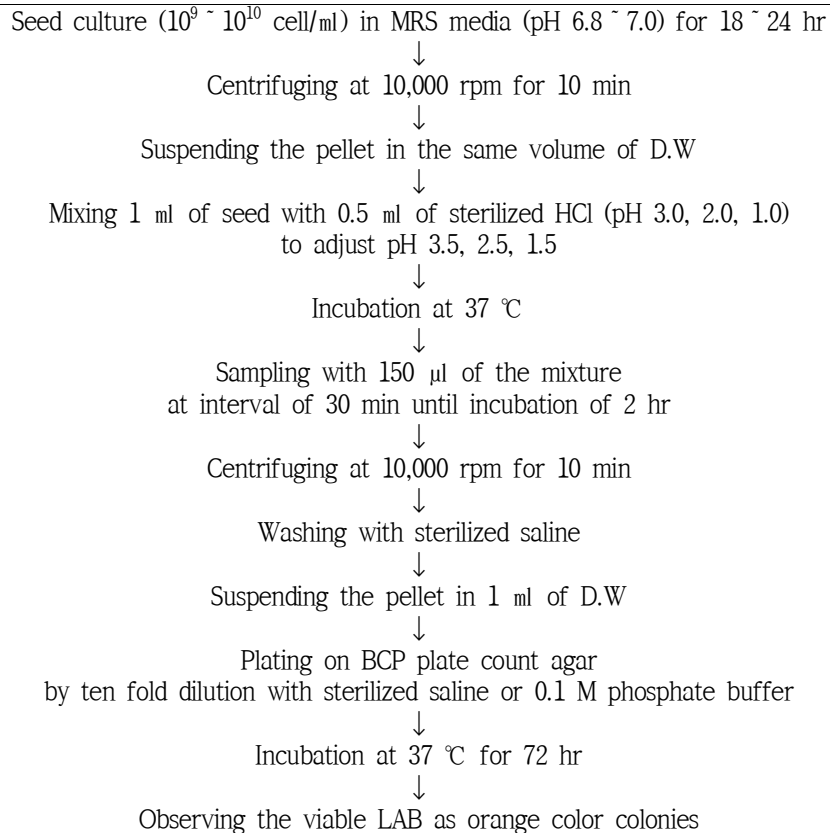 Seed culture (10⁹ ~ 10¹⁰ cell/㎖) in MRS media (pH 6.8 ~ 7.0) for 18 ~ 24 hr
↓
Centrifuging at 10,000 rpm for 10 min
↓
Suspending the pellet in the same volume of D.W
↓
Mixing 1 ㎖ of seed with 0.5 ㎖ of sterilized HCl (pH 3.0, 2.0, 1.0)
to adjust pH 3.5, 2.5, 1.5
↓
Incubation at 37 ℃
↓
Sampling with 150 ㎕ of the mixture
at interval of 30 min until incubation of 2 hr
↓
Centrifuging at 10,000 rpm for 10 min
↓
Washing with sterilized saline
↓
Suspending the pellet in 1 ㎖ of D.W
↓
Plating on BCP plate count agar
by ten fold dilution with sterilized saline or 0.1 M phosphate buffer
↓
Incubation at 37 ℃ for 72 hr
↓
Observing the viable LAB as orange color colonies